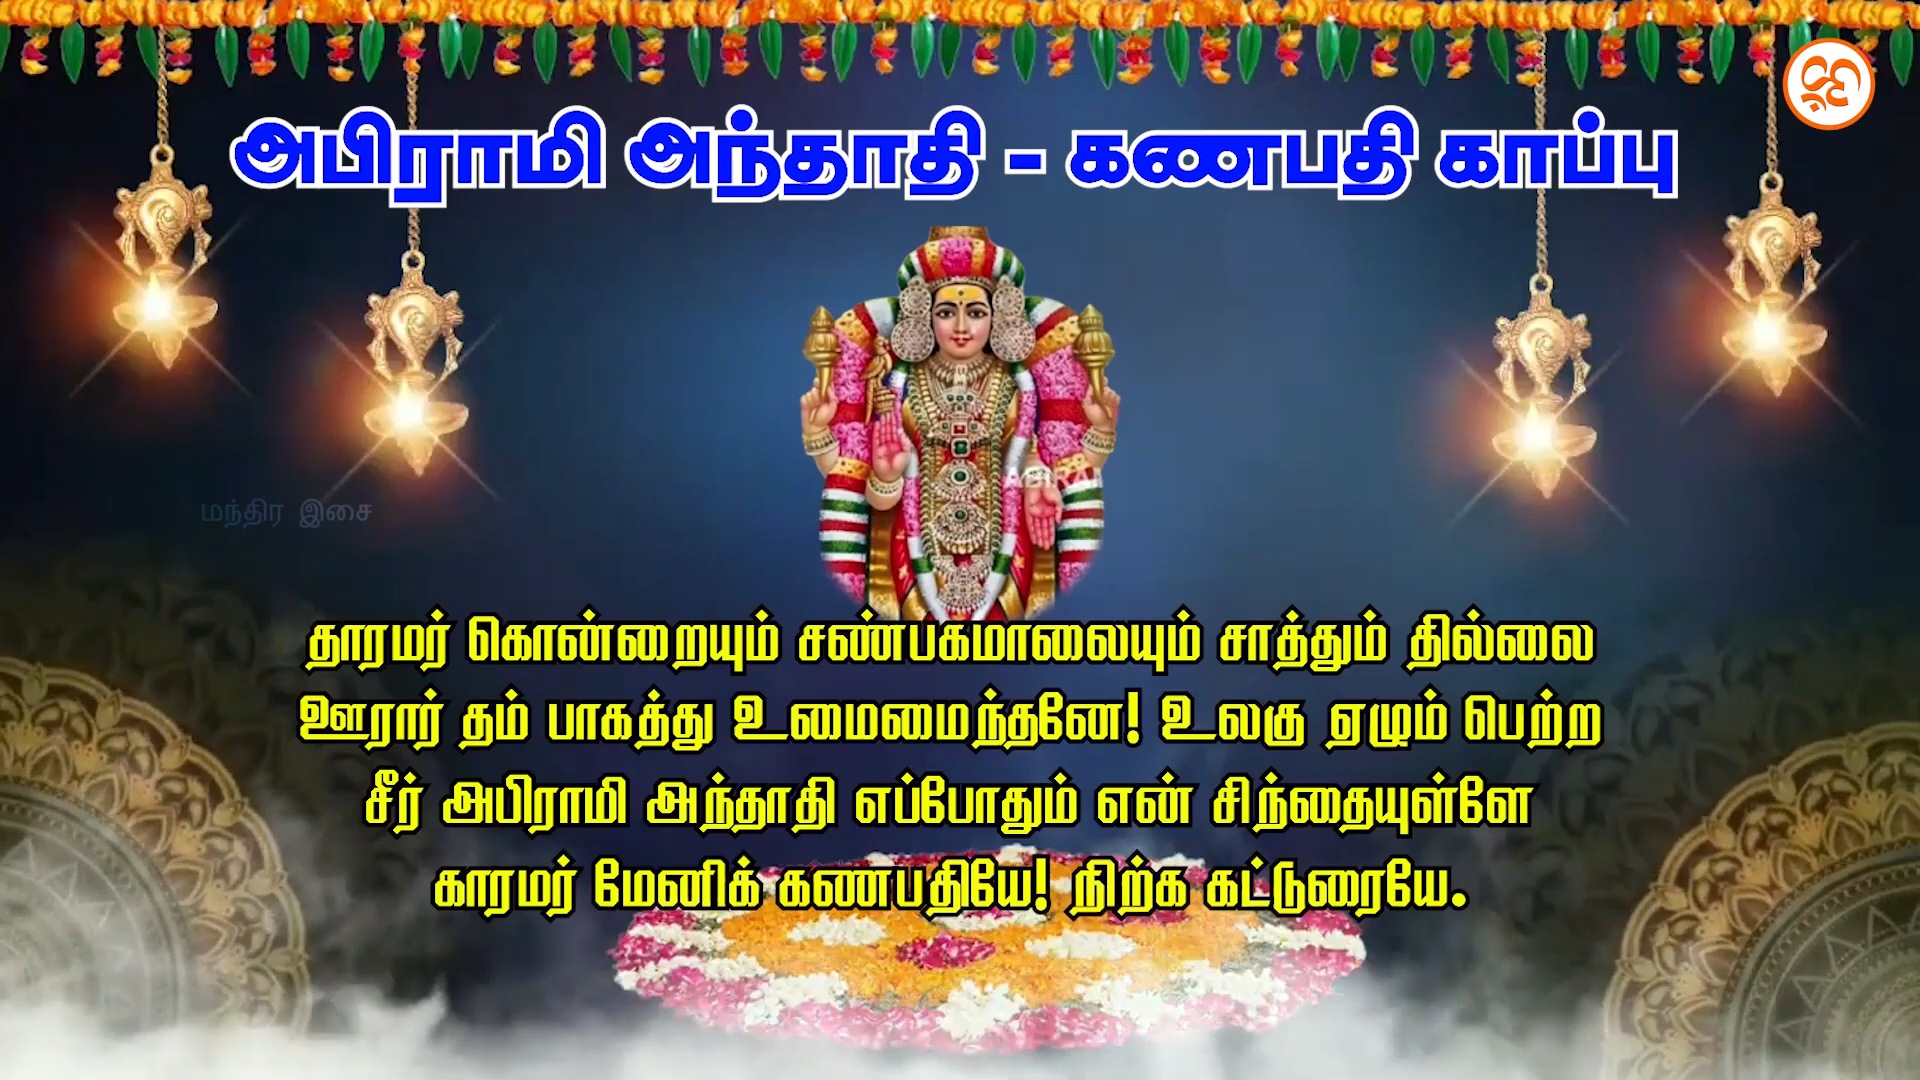 அபிராமி அந்தாதி - கணபதி காப்பு
மந்திர இசை
தாரமர் கொன்றையும் சண்பகமாலையும் சாத்தும் தில்லை
ஊரார் தம் பாகத்து உமைமைந்தனே! உலகு ஏழும் பெற்ற
சீர் அபிராமி அந்தாதி எப்போதும் என் சிந்தையுள்ளே
காரமர் மேனிக் கணபதியே! நிற்க கட்டுரையே.